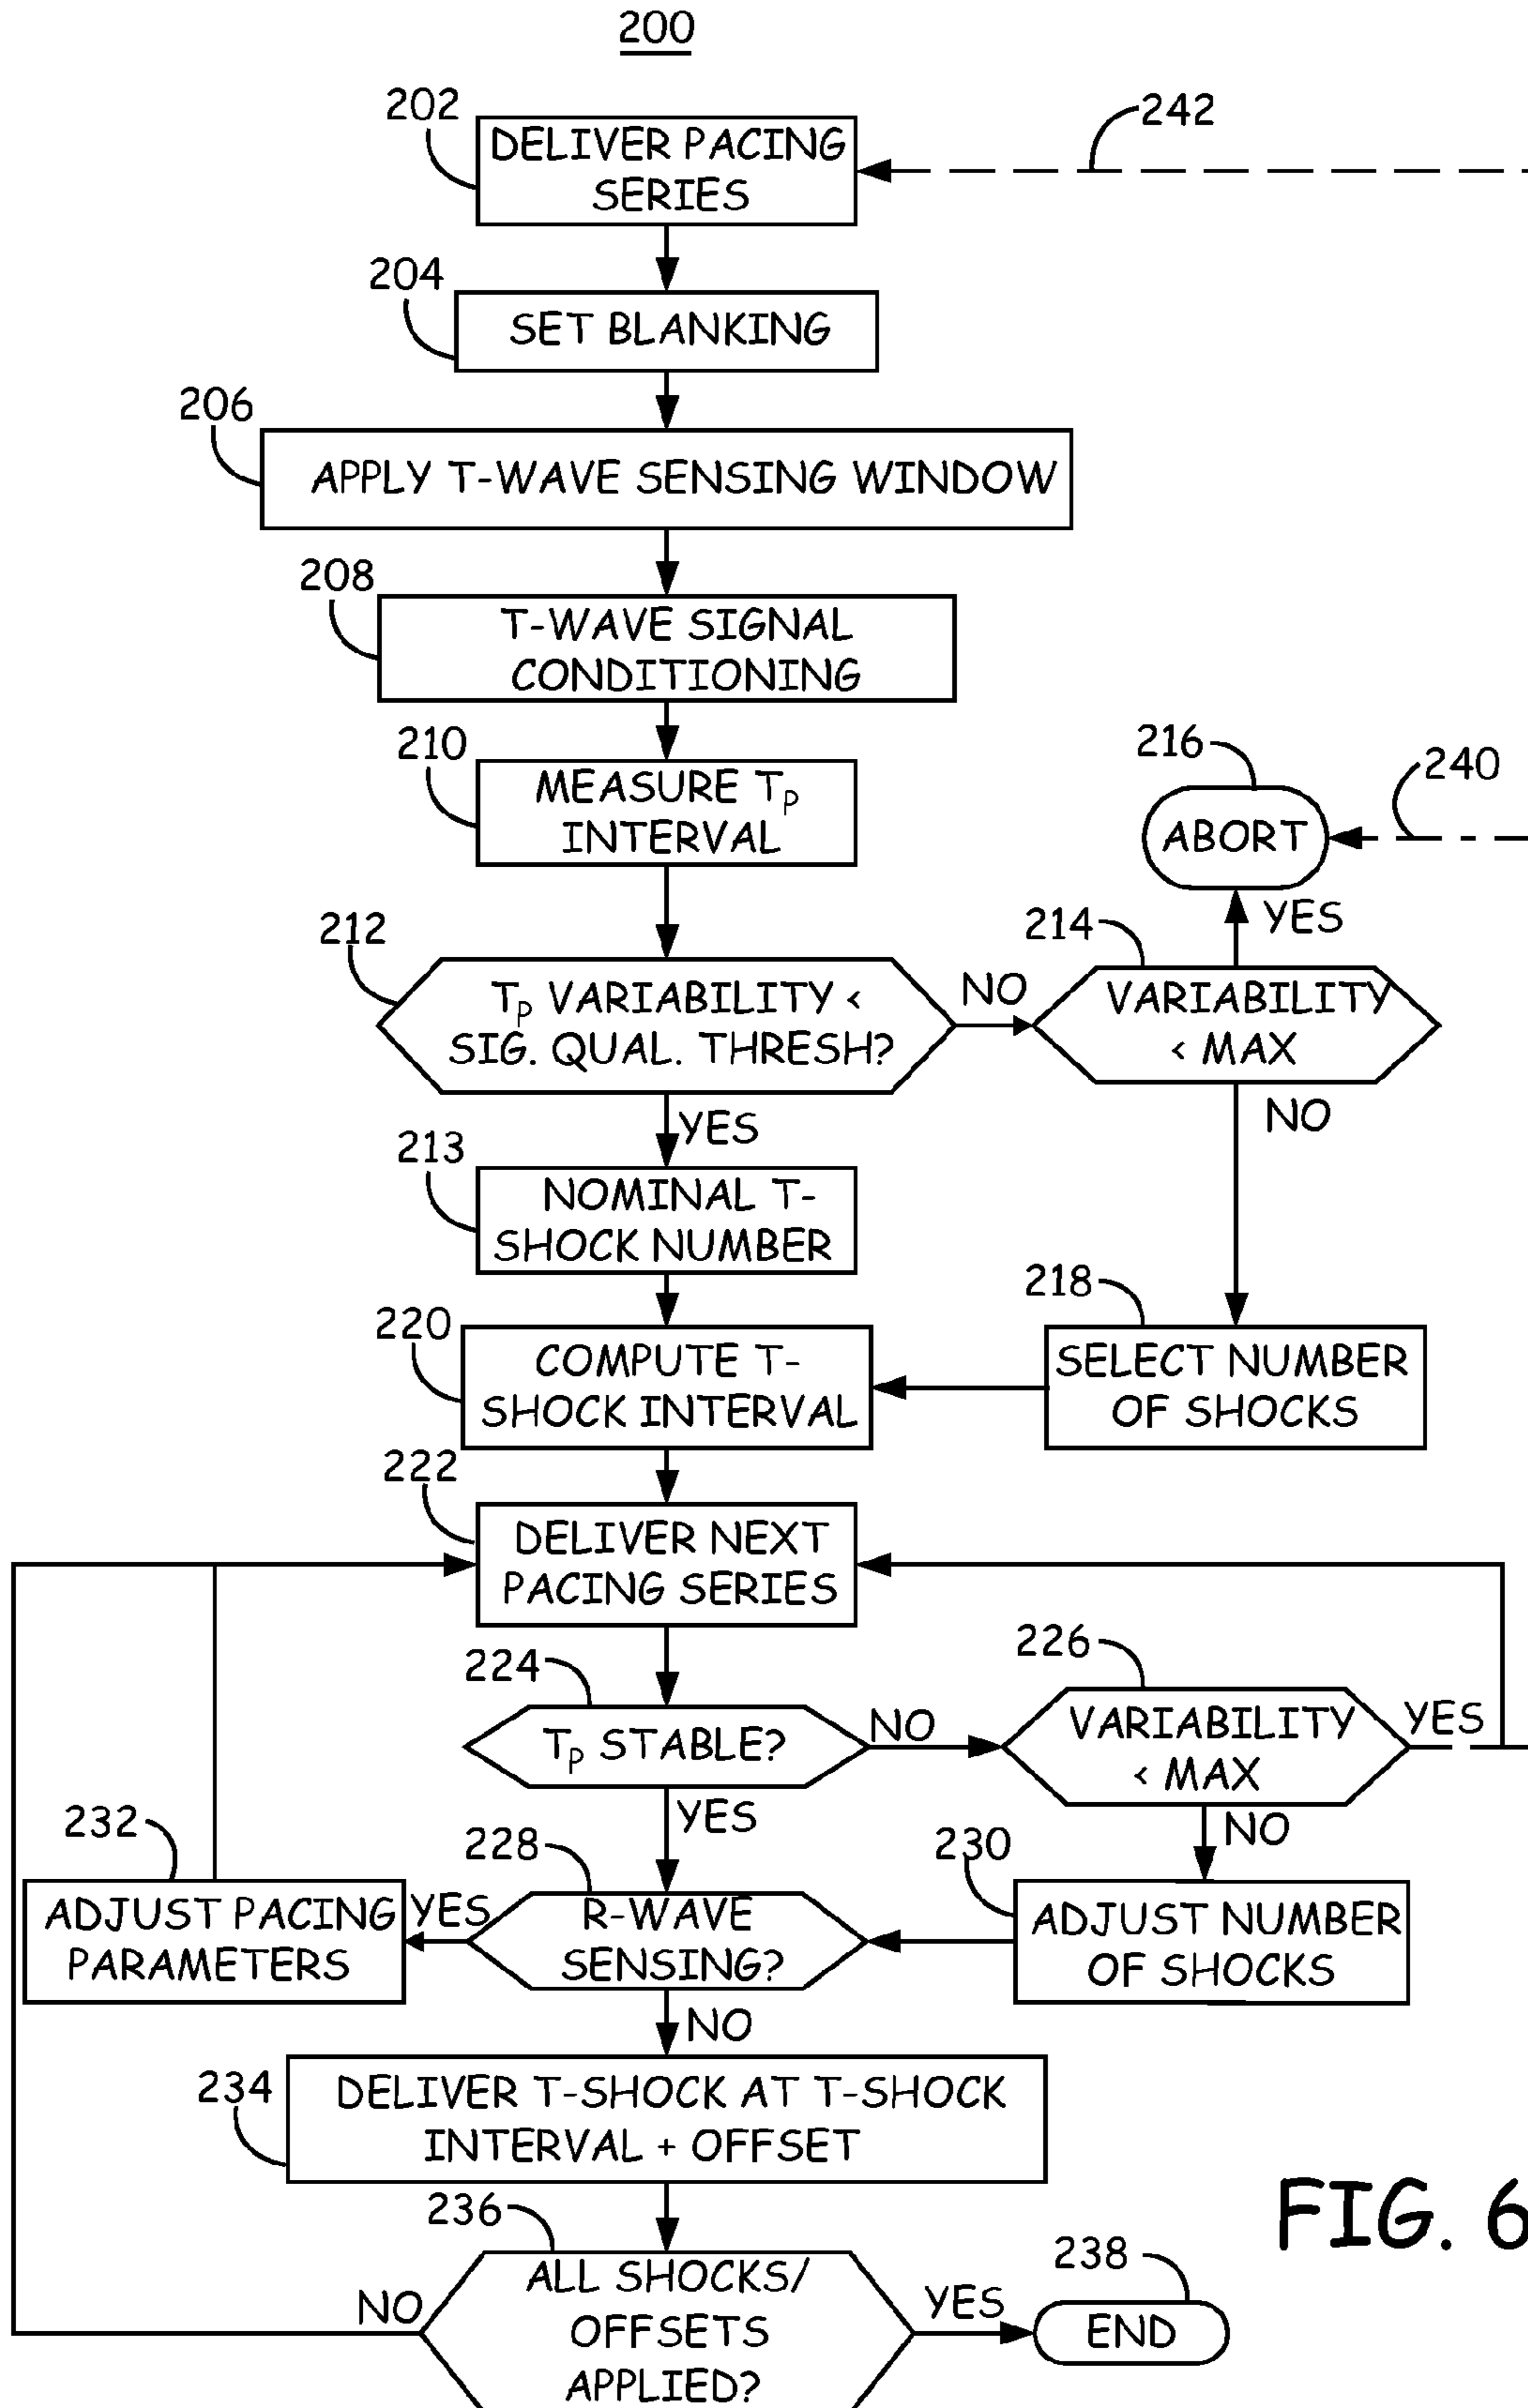 200
202
DELIVER PACING
SERIES
242
204
SET BLANKING
206
APPLY T-WAVE SENSING WINDOW
208
T-WAVE SIGNAL
CONDITIONING
210
MEASURE TP
INTERVAL
216
ABORT
240
YES
212
TP VARIABILITY <
SIG. QUAL. THRESH?
NO
214
VARIABILITY
< MAX
YES
NO
213
NOMINAL T-
SHOCK NUMBER
218
SELECT NUMBER
OF SHOCKS
220
COMPUTE T-
SHOCK INTERVAL
222
DELIVER NEXT
PACING SERIES
224
TP STABLE?
NO
226
VARIABILITY
< MAX
YES
YES
NO
232
ADJUST PACING
PARAMETERS
YES
228
R-WAVE
SENSING?
230
ADJUST NUMBER
OF SHOCKS
NO
234
DELIVER T-SHOCK AT T-SHOCK
INTERVAL + OFFSET
FIG. 6
236
ALL SHOCKS/
OFFSETS
APPLIED?
NO
YES
238
END